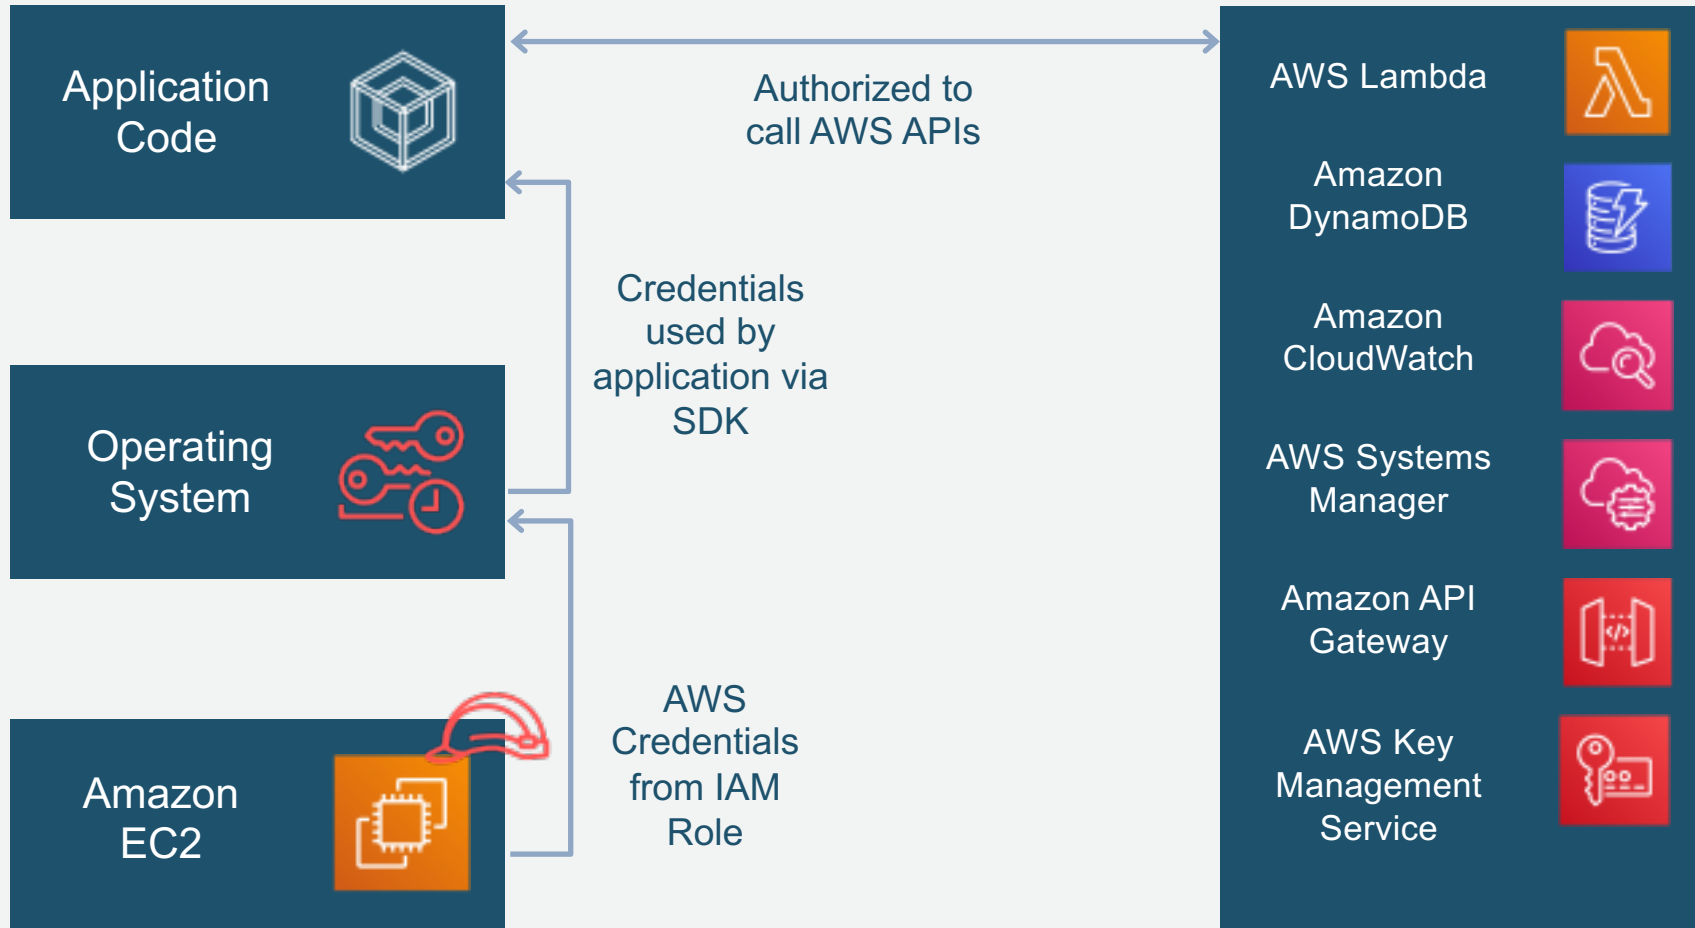 Application
Code
Authorized to
call AWS APIs
Credentials
used by
application via
SDK
Operating
System
AWS
Credentials
from IAM
Role
Amazon
EC2
AWS Lambda
Amazon
DynamoDB
Amazon
CloudWatch
AWS Systems
Manager
Amazon API
Gateway
AWS Key
Management
Service